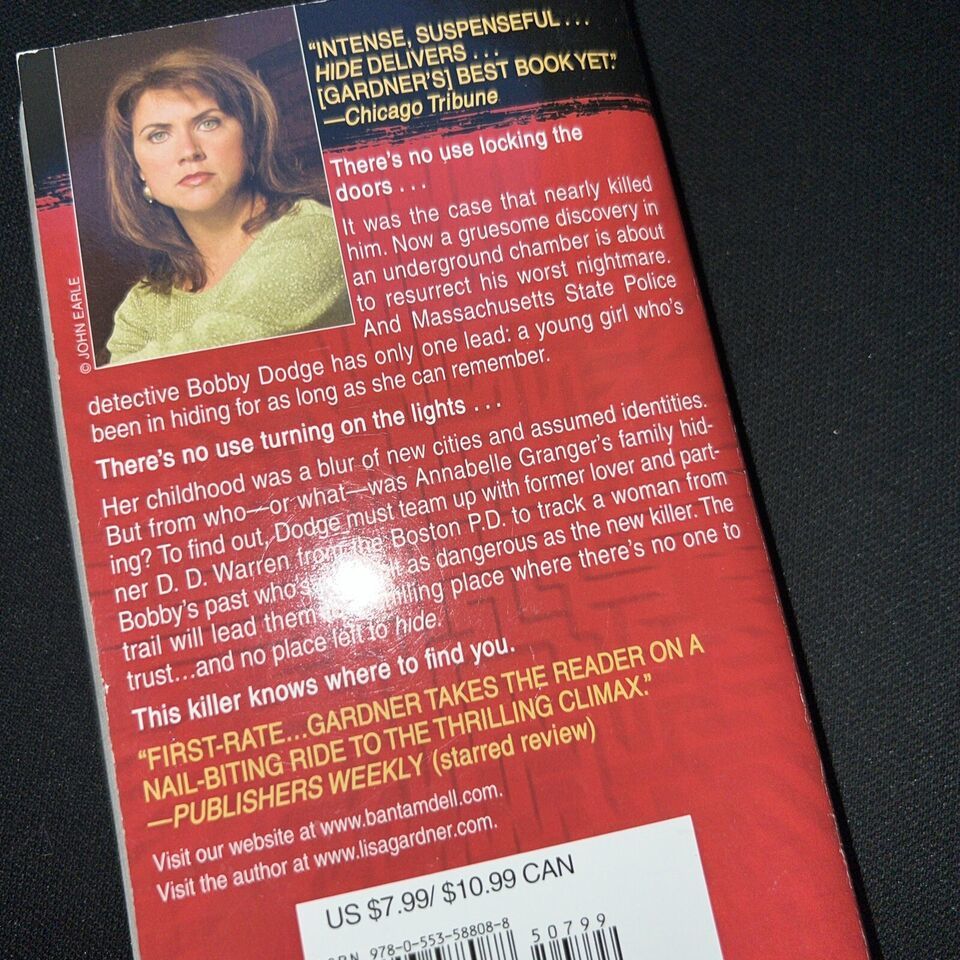 “INTENSE, SUSPENSEFUL . . .
HIDE DELIVERS . . .
[GARDNER’S] BEST BOOK YET.”
—Chicago Tribune
© JOHN EARLE
There’s no use locking the
doors . . .
It was the case that nearly killed
him. Now a gruesome discovery in
an underground chamber is about
to resurrect his worst nightmare.
And Massachusetts State Police
detective Bobby Dodge has only one lead: a young girl who’s
been in hiding for as long as she can remember.
There’s no use turning on the lights . . .
Her childhood was a blur of new cities and assumed identities.
But from who—or what—was Annabelle Granger’s family hid-
ing? To find out, Dodge must team up with former lover and part-
ner D. D. Warren from the Boston P.D. to track a woman from
Bobby’s past who’s as dangerous as the new killer. The
trail will lead them chilling place where there’s no one to
trust...and no place left to hide.
This killer knows where to find you.
“FIRST-RATE...GARDNER TAKES THE READER ON A
NAIL-BITING RIDE TO THE THRILLING CLIMAX.”
—PUBLISHERS WEEKLY (starred review)
Visit our website at www.bantamdell.com.
Visit the author at www.lisagardner.com.
US $7.99/ $10.99 CAN
ISBN 978-0-553-58808-8
50799